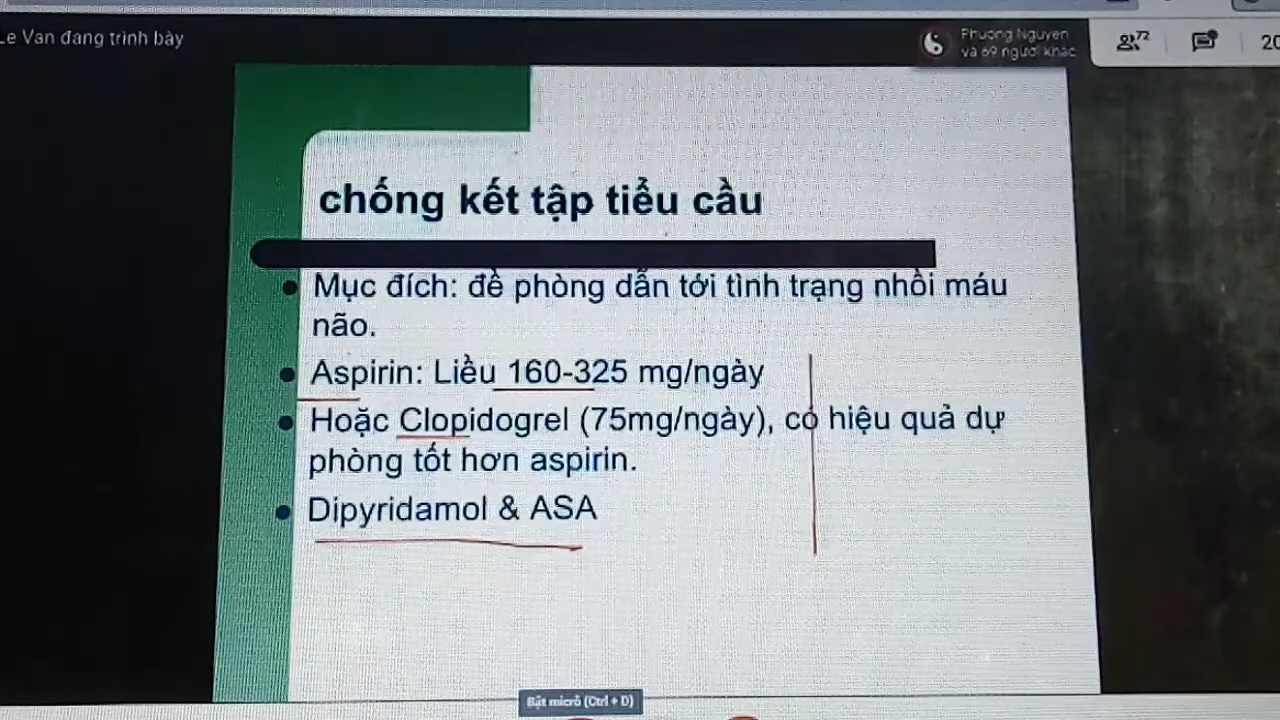 Le Van đang trình bày
Phuong Nguyen
và 69 người khác
72
20
chống kết tập tiểu cầu
Mục đích: đề phòng dẫn tới tình trạng nhồi máu
não.
Aspirin: Liều 160-325 mg/ngày
Hoặc Clopidogrel (75mg/ngày), có hiệu quả dự
phòng tốt hơn aspirin.
Dipyridamol & ASA
Bật micrô (Ctrl + D)